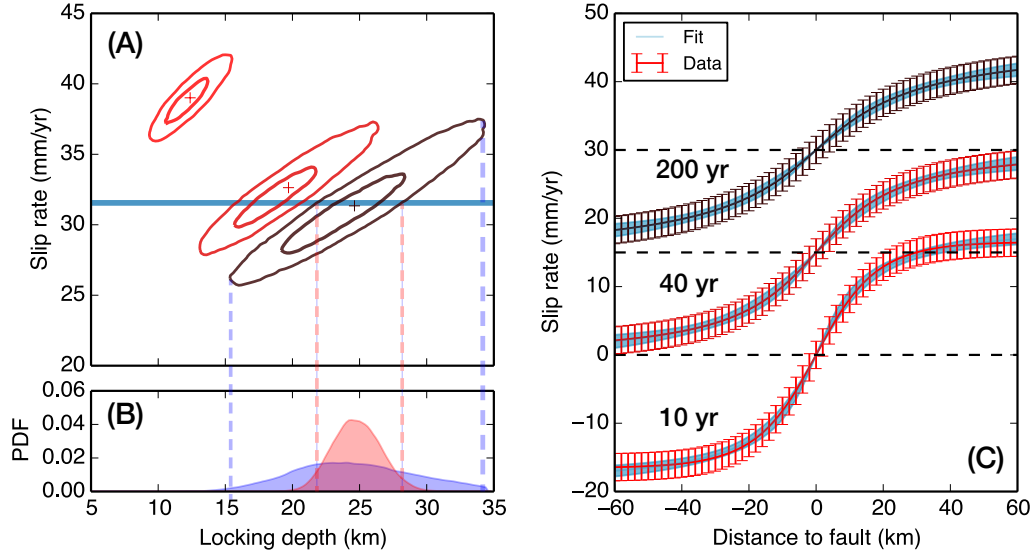 (A)
Slip rate (mm/yr)
45
40
35
30
25
20
(B)
PDF
0.06
0.04
0.02
0.00
5 10 15 20 25 30 35
Locking depth (km)
(C)
Slip rate (mm/yr)
50
40
30
20
10
0
−10
−20
Fit
Data
200 yr
40 yr
10 yr
−60 −40 −20 0 20 40 60
Distance to fault (km)